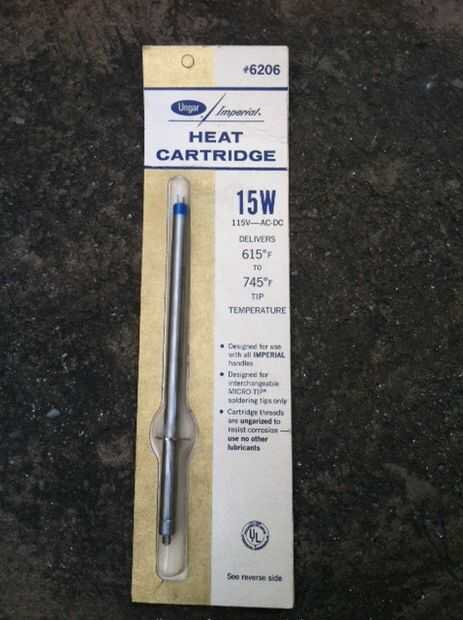 #6206
Ungar Imperial.
HEAT
CARTRIDGE
15W
115V—AC-DC
DELIVERS
615°F
TO
745°F
TIP
TEMPERATURE
• Designed for use
with all IMPERIAL
handles
• Designed for
interchangeable
MICRO TIP®
soldering tips only
• Cartridge threads
are ungarized to
resist corrosion —
use no other
lubricants
UL
See reverse side